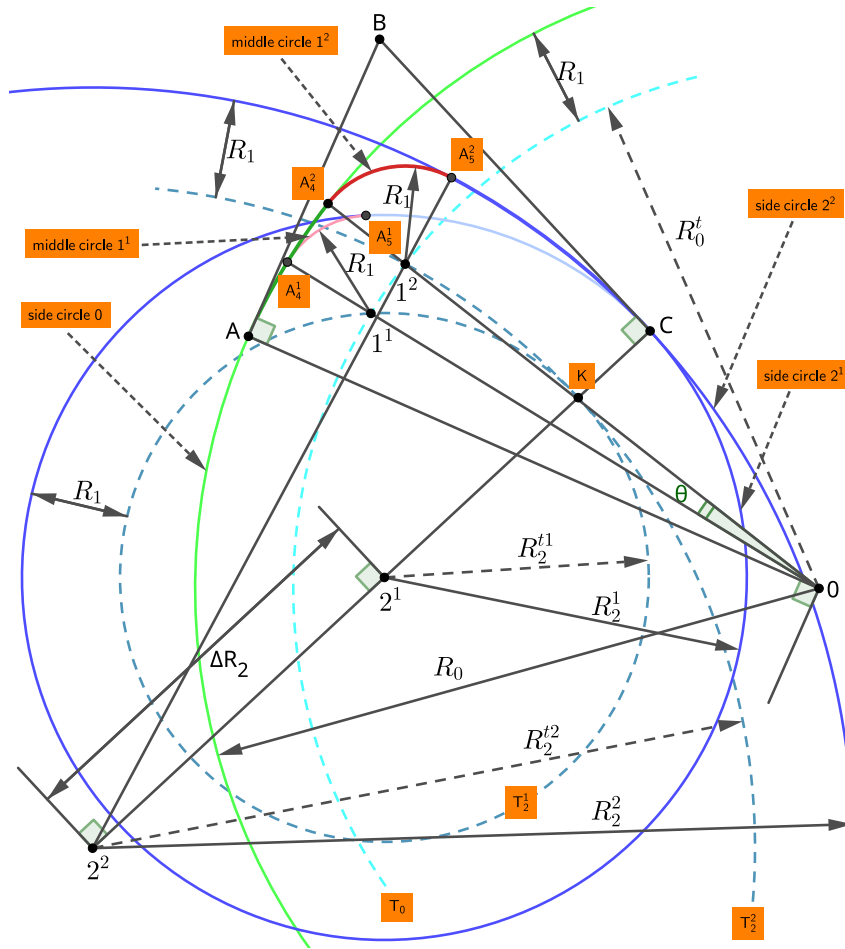 B
middle circle 1²
R₁
R₁
A₅²
A₄²
R₁
R₀ᵗ
side circle 2²
middle circle 1¹
A₅¹
R₁
A₄¹
1²
side circle 0
A
1¹
C
K
side circle 2¹
R₁
θ
R₂ᵗ¹
2¹
R₂¹
0
ΔR₂
R₀
R₂ᵗ²
T₂¹
R₂²
2²
T₀
T₂²